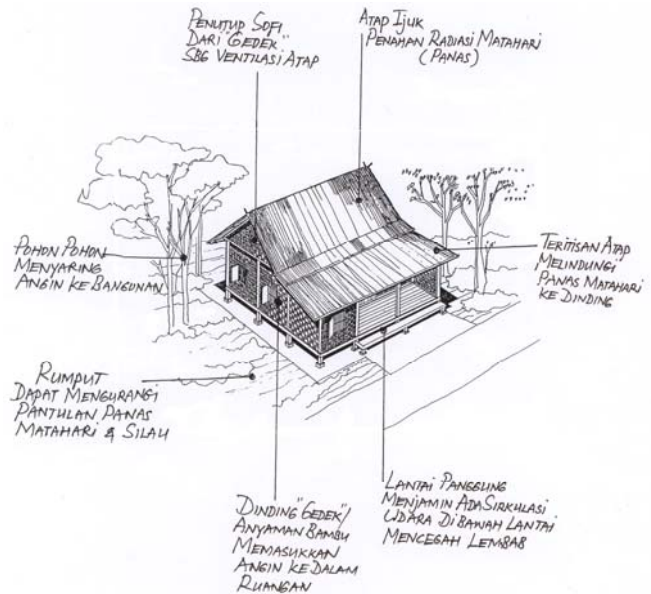 PENUTUP SOFI
DARI "GEDEK"
SBG VENTILASI ATAP
ATAP IJUK
PENAHAN RADIASI MATAHARI
(PANAS)
POHON POHON
MENYARING
ANGIN KE BANGUNAN
TERITISAN ATAP
MELINDUNGI
PANAS MATAHARI
KE DINDING
RUMPUT
DAPAT MENGURANGI
PANTULAN PANAS
MATAHARI & SILAU
DINDING "GEDEK"/
ANYAMAN BAMBU
MEMASUKKAN
ANGIN KE DALAM
RUANGAN
LANTAI PANGGUNG
MENJAMIN ADA SIRKULASI
UDARA DI BAWAH LANTAI
MENCEGAH LEMBAB